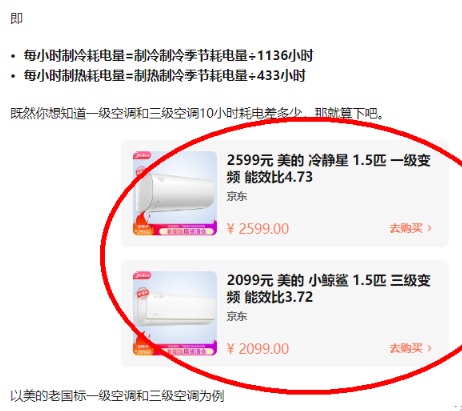 即
• 每小时制冷耗电量=制冷制冷季节耗电量÷1136小时
• 每小时制热耗电量=制热制冷季节耗电量÷433小时
既然你想知道一级空调和三级空调10小时耗电差多少，那就算下吧。
2599元 美的 冷静星 1.5匹 一级变
频 能效比4.73
京东
¥ 2599.00
去购买 ›
2099元 美的 小鲸鲨 1.5匹 三级变
频 能效比3.72
京东
¥ 2099.00
去购买 ›
以美的老国标一级空调和三级空调为例